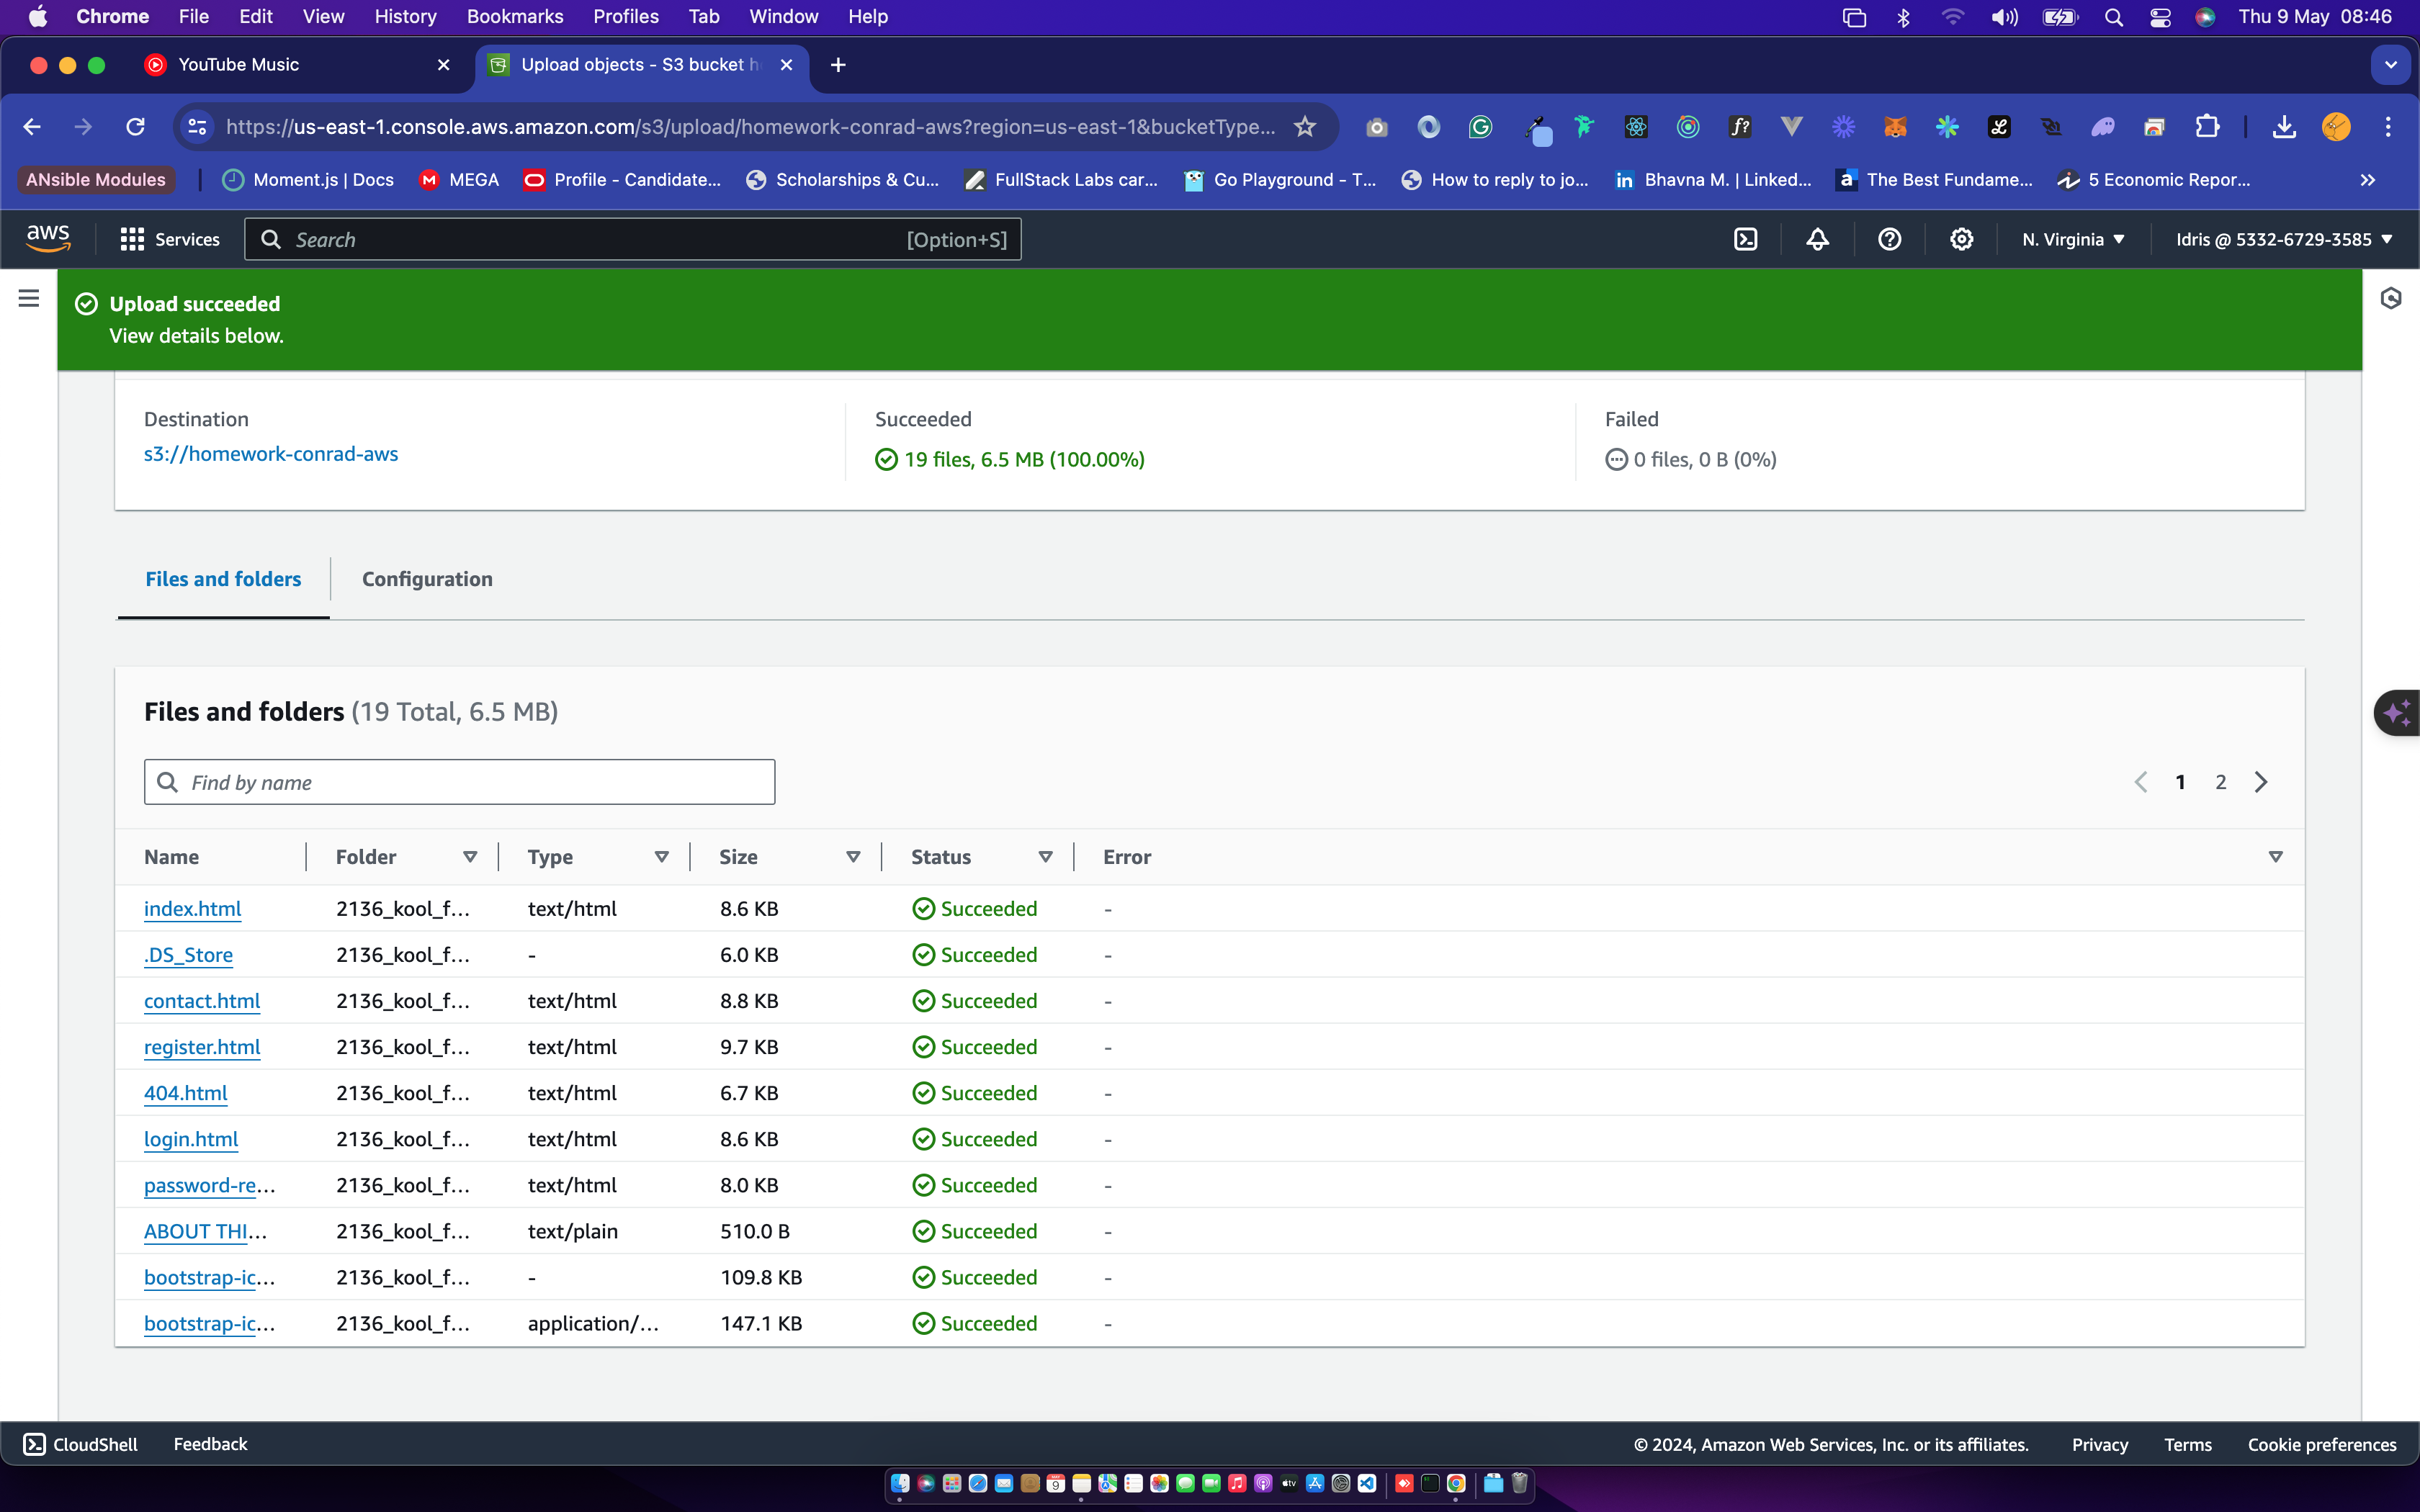 Chrome File Edit View History Bookmarks Profiles Tab Window Help Thu 9 May 08:46
YouTube Music Upload objects - S3 bucket h
https://us-east-1.console.aws.amazon.com/s3/upload/homework-conrad-aws?region=us-east-1&bucketType...
ANsible Modules Moment.js | Docs MEGA Profile - Candidate... Scholarships & Cu... FullStack Labs car... Go Playground - T... How to reply to jo... Bhavna M. | Linked... The Best Fundame... 5 Economic Repor...
aws Services Search [Option+S] N. Virginia Idris @ 5332-6729-3585
Upload succeeded
View details below.
Destination Succeeded Failed
s3://homework-conrad-aws 19 files, 6.5 MB (100.00%) 0 files, 0 B (0%)
Files and folders Configuration
Files and folders (19 Total, 6.5 MB)
Find by name 1 2
Name Folder Type Size Status Error
index.html 2136_kool_f... text/html 8.6 KB Succeeded -
.DS_Store 2136_kool_f... - 6.0 KB Succeeded -
contact.html 2136_kool_f... text/html 8.8 KB Succeeded -
register.html 2136_kool_f... text/html 9.7 KB Succeeded -
404.html 2136_kool_f... text/html 6.7 KB Succeeded -
login.html 2136_kool_f... text/html 8.6 KB Succeeded -
password-re... 2136_kool_f... text/html 8.0 KB Succeeded -
ABOUT THI... 2136_kool_f... text/plain 510.0 B Succeeded -
bootstrap-ic... 2136_kool_f... - 109.8 KB Succeeded -
bootstrap-ic... 2136_kool_f... application/... 147.1 KB Succeeded -
CloudShell Feedback © 2024, Amazon Web Services, Inc. or its affiliates. Privacy Terms Cookie preferences